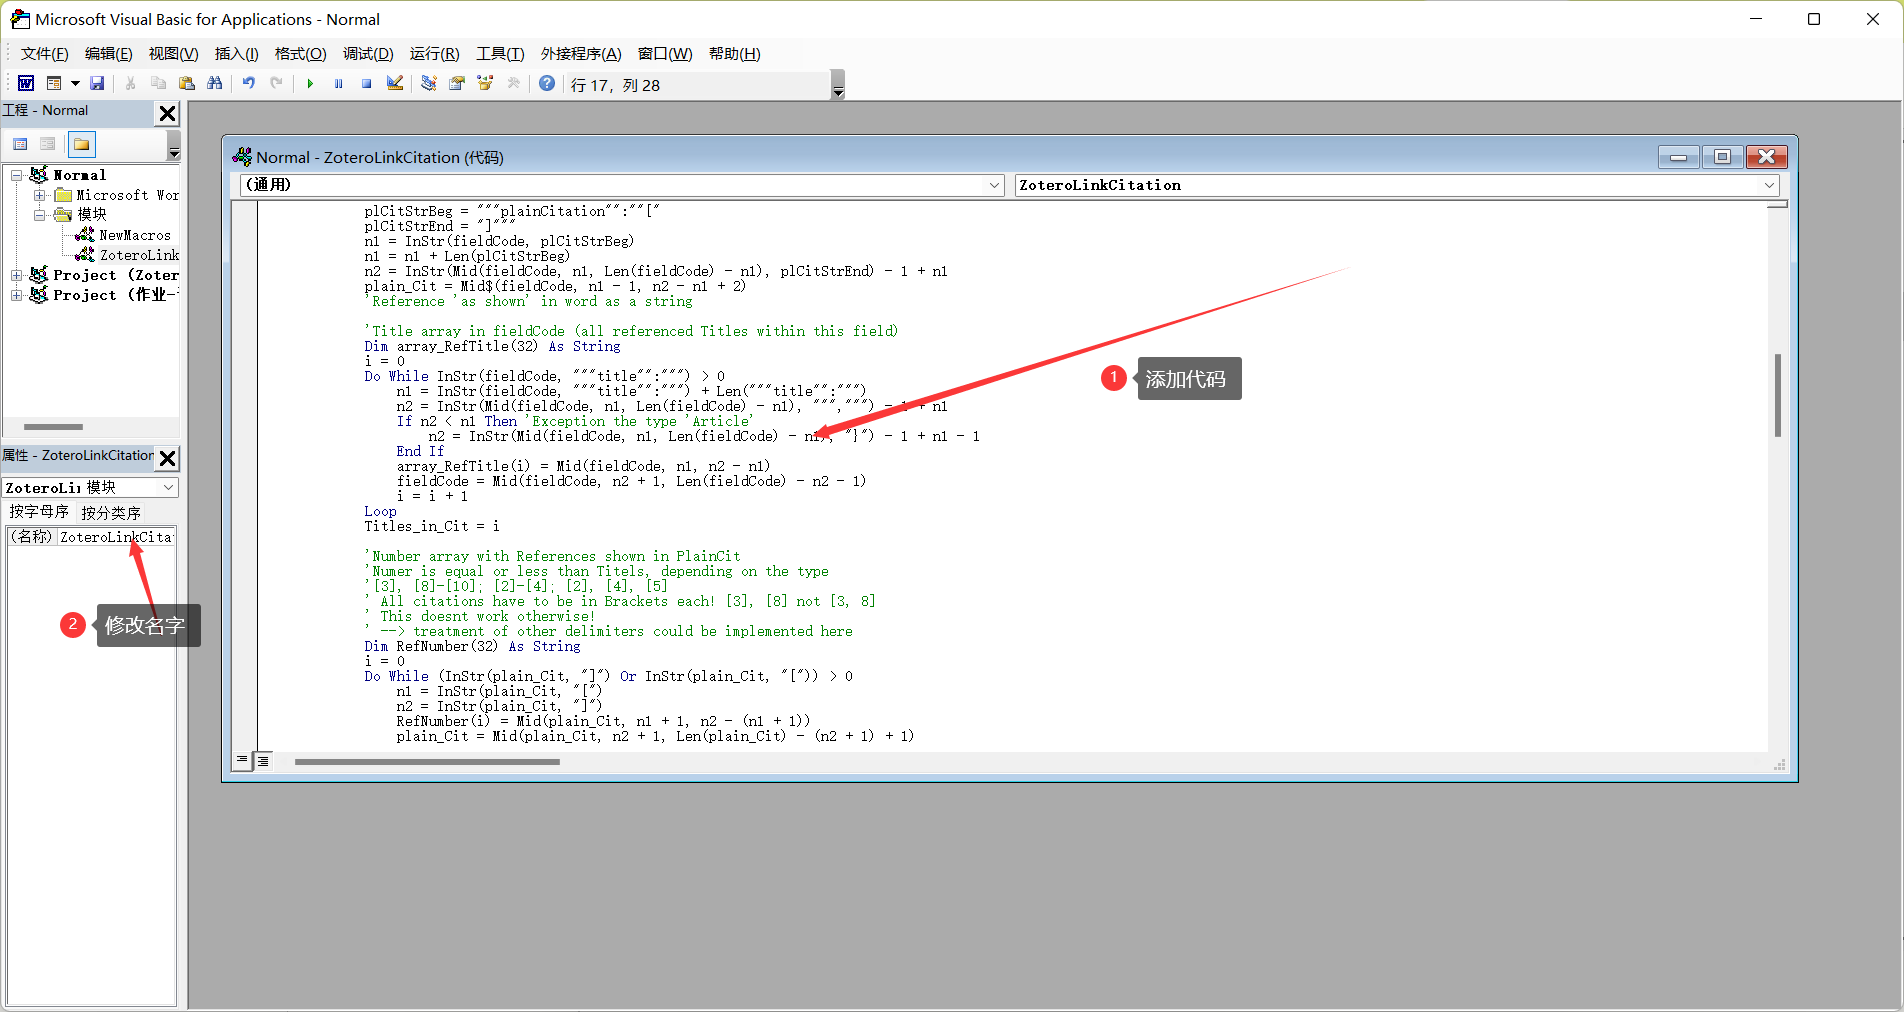 Microsoft Visual Basic for Applications - Normal
文件(F) 编辑(E) 视图(V) 插入(I) 格式(O) 调试(D) 运行(R) 工具(T) 外接程序(A) 窗口(W) 帮助(H)
行 17，列 28
工程 - Normal
Normal
Microsoft Wor
模块
NewMacros
ZoteroLink
Project (Zoter
Project (作业-
属性 - ZoteroLinkCitation
ZoteroLi 模块
按字母序 按分类序
(名称) ZoteroLinkCita
2 修改名字
Normal - ZoteroLinkCitation (代码)
(通用) ZoteroLinkCitation
plCitStrBeg = """plainCitation"":""["
plCitStrEnd = "]"""
n1 = InStr(fieldCode, plCitStrBeg)
n1 = n1 + Len(plCitStrBeg)
n2 = InStr(Mid(fieldCode, n1, Len(fieldCode) - n1), plCitStrEnd) - 1 + n1
plain_Cit = Mid$(fieldCode, n1 - 1, n2 - n1 + 2)
'Reference 'as shown' in word as a string
'Title array in fieldCode (all referenced Titles within this field)
Dim array_RefTitle(32) As String
i = 0
Do While InStr(fieldCode, """title"":""") > 0
n1 = InStr(fieldCode, """title"":""") + Len("""title"":""")
n2 = InStr(Mid(fieldCode, n1, Len(fieldCode) - n1), """,""") - 1 + n1
If n2 < n1 Then 'Exception the type 'Article'
n2 = InStr(Mid(fieldCode, n1, Len(fieldCode) - n1), "}") - 1 + n1 - 1
End If
array_RefTitle(i) = Mid(fieldCode, n1, n2 - n1)
fieldCode = Mid(fieldCode, n2 + 1, Len(fieldCode) - n2 - 1)
i = i + 1
Loop
Titles_in_Cit = i
'Number array with References shown in PlainCit
'Numer is equal or less than Titels, depending on the type
'[3], [8]-[10]; [2]-[4]; [2], [4], [5]
' All citations have to be in Brackets each! [3], [8] not [3, 8]
' This doesnt work otherwise!
' --> treatment of other delimiters could be implemented here
Dim RefNumber(32) As String
i = 0
Do While (InStr(plain_Cit, "]") Or InStr(plain_Cit, "[")) > 0
n1 = InStr(plain_Cit, "[")
n2 = InStr(plain_Cit, "]")
RefNumber(i) = Mid(plain_Cit, n1 + 1, n2 - (n1 + 1))
plain_Cit = Mid(plain_Cit, n2 + 1, Len(plain_Cit) - (n2 + 1) + 1)
1 添加代码